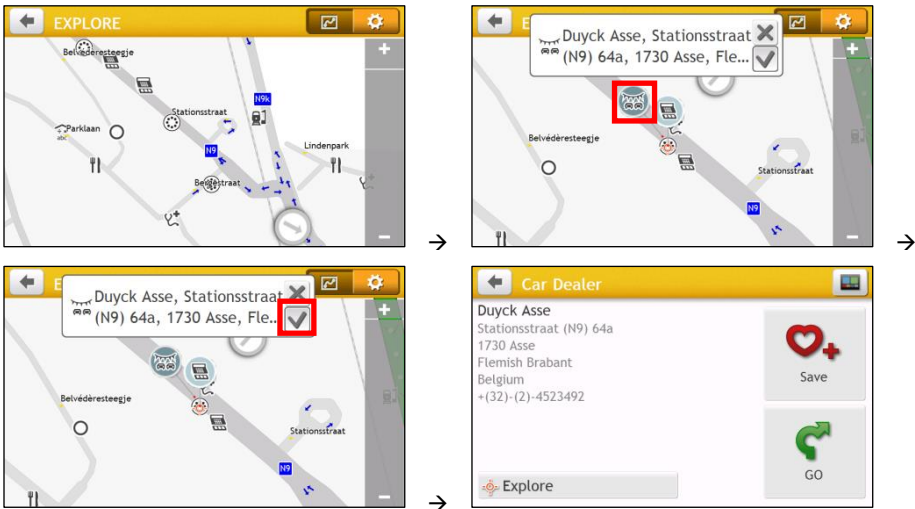 EXPLORE
Belvédèresteegje
N9k
Stationsstraat
Parklaan
abc
Lindenpark
N9
+
−
→
E
Duyck Asse, Stationsstraat
(N9) 64a, 1730 Asse, Fle...
+
Belvédèresteegje
Stationsstraat
N9
−
→
E
Duyck Asse, Stationsstraat
(N9) 64a, 1730 Asse, Fle...
+
Belvédèresteegje
Stationsstraat
N9
−
→
Car Dealer
Duyck Asse
Stationsstraat (N9) 64a
1730 Asse
Flemish Brabant
Belgium
+(32)-(2)-4523492
Save
GO
Explore